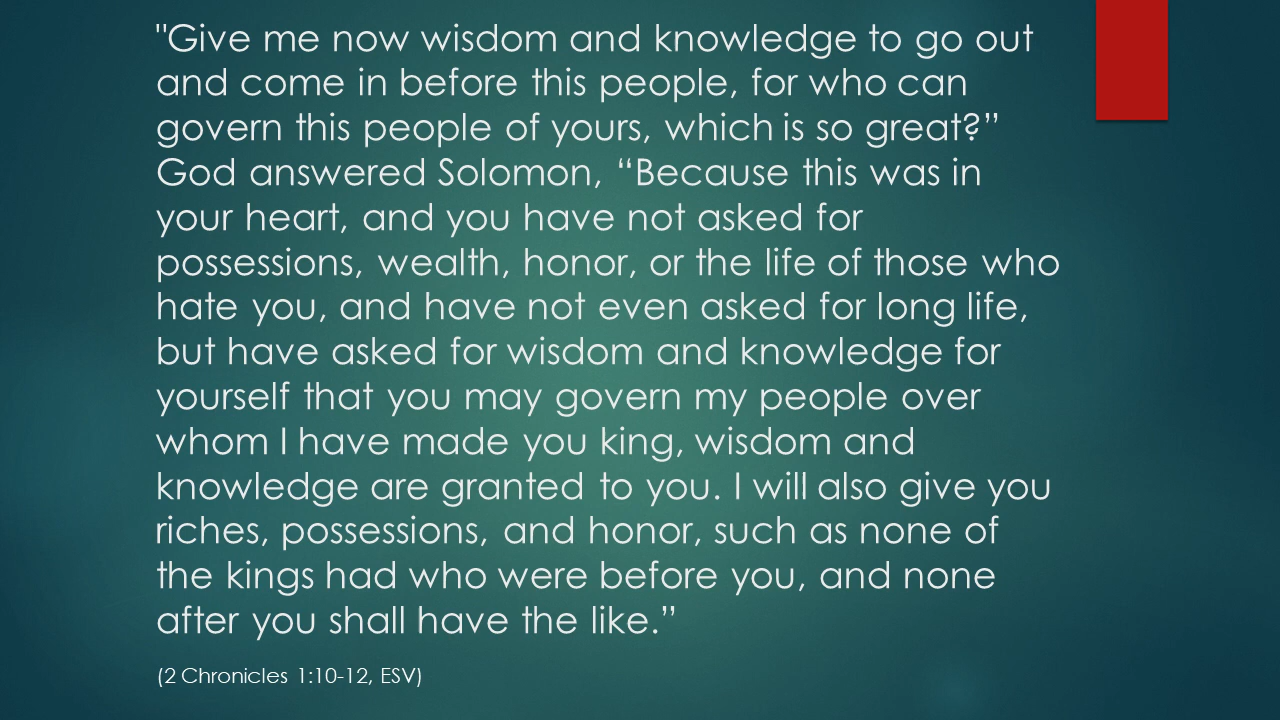 "Give me now wisdom and knowledge to go out
and come in before this people, for who can
govern this people of yours, which is so great?”
God answered Solomon, “Because this was in
your heart, and you have not asked for
possessions, wealth, honor, or the life of those who
hate you, and have not even asked for long life,
but have asked for wisdom and knowledge for
yourself that you may govern my people over
whom I have made you king, wisdom and
knowledge are granted to you. I will also give you
riches, possessions, and honor, such as none of
the kings had who were before you, and none
after you shall have the like.”
(2 Chronicles 1:10-12, ESV)